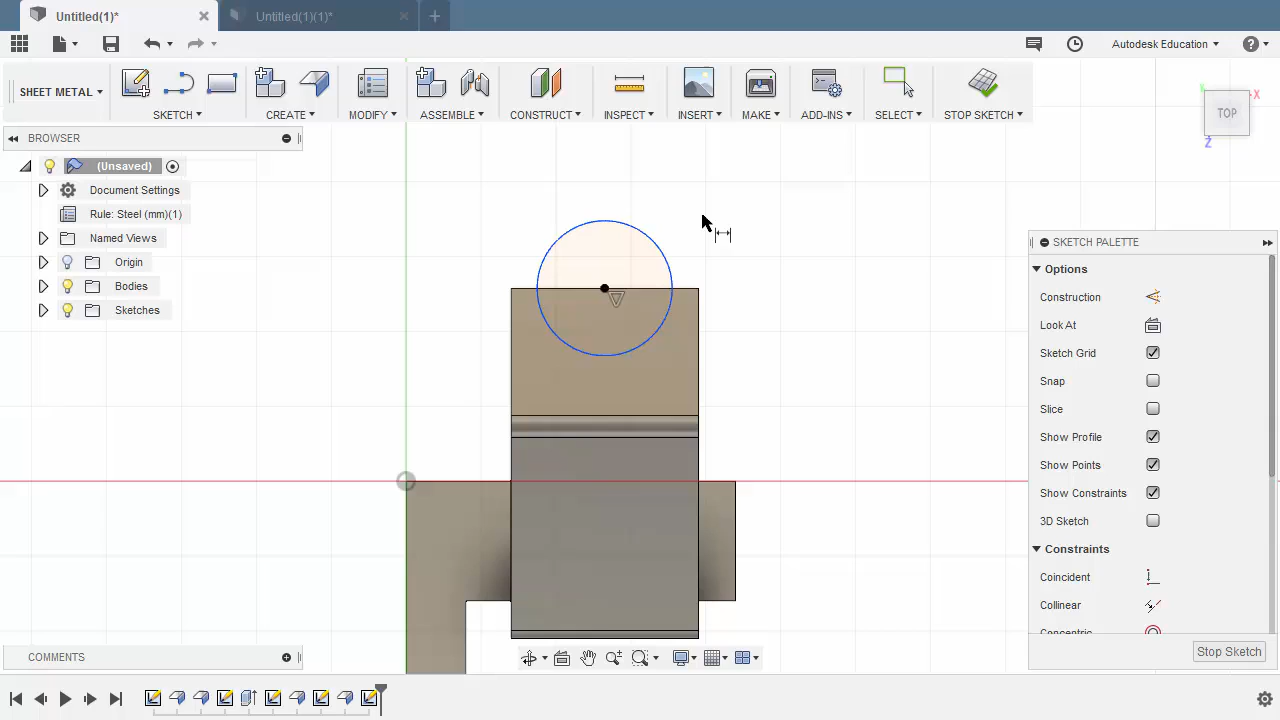 Untitled(1)*
Untitled(1)(1)*
Autodesk Education
SHEET METAL
SKETCH
CREATE
MODIFY
ASSEMBLE
CONSTRUCT
INSPECT
INSERT
MAKE
ADD-INS
SELECT
STOP SKETCH
TOP
X
Z
BROWSER
(Unsaved)
Document Settings
Rule: Steel (mm)(1)
Named Views
Origin
Bodies
Sketches
SKETCH PALETTE
Options
Construction
Look At
Sketch Grid
Snap
Slice
Show Profile
Show Points
Show Constraints
3D Sketch
Constraints
Coincident
Collinear
Concentric
Stop Sketch
COMMENTS